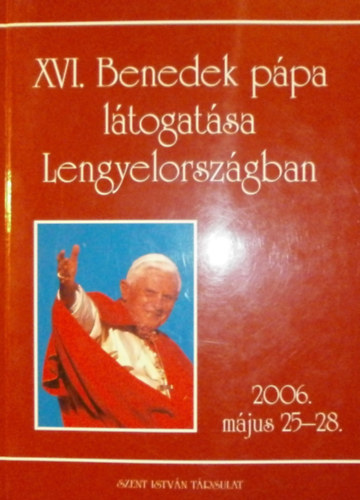 XVI. Benedek pápa
látogatása
Lengyelországban
2006.
május 25–28.
SZENT ISTVÁN TÁRSULAT